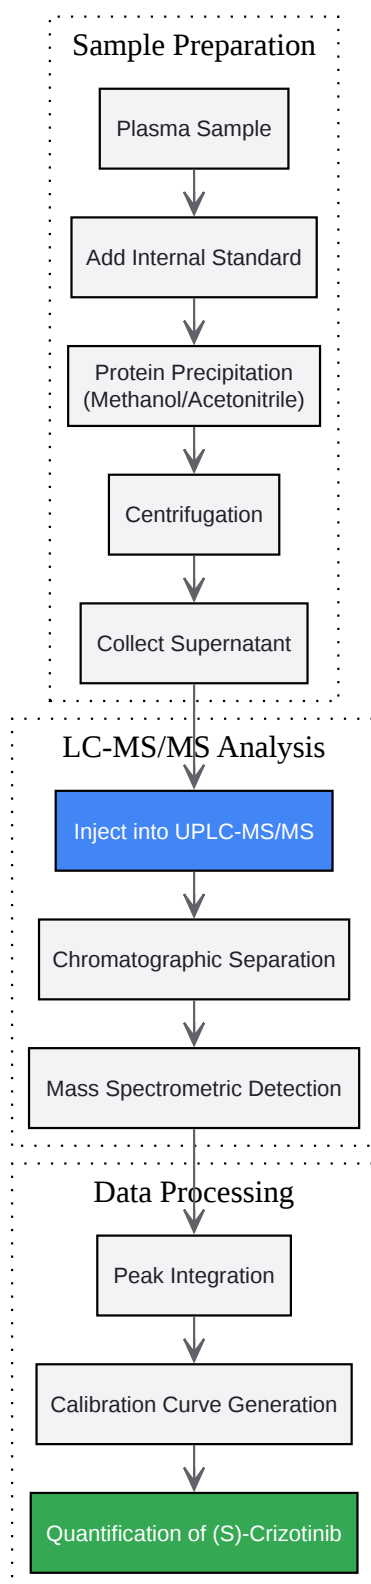 Sample Preparation
Plasma Sample
Add Internal Standard
Protein Precipitation
(Methanol/Acetonitrile)
Centrifugation
Collect Supernatant
LC-MS/MS Analysis
Inject into UPLC-MS/MS
Chromatographic Separation
Mass Spectrometric Detection
Data Processing
Peak Integration
Calibration Curve Generation
Quantification of (S)-Crizotinib